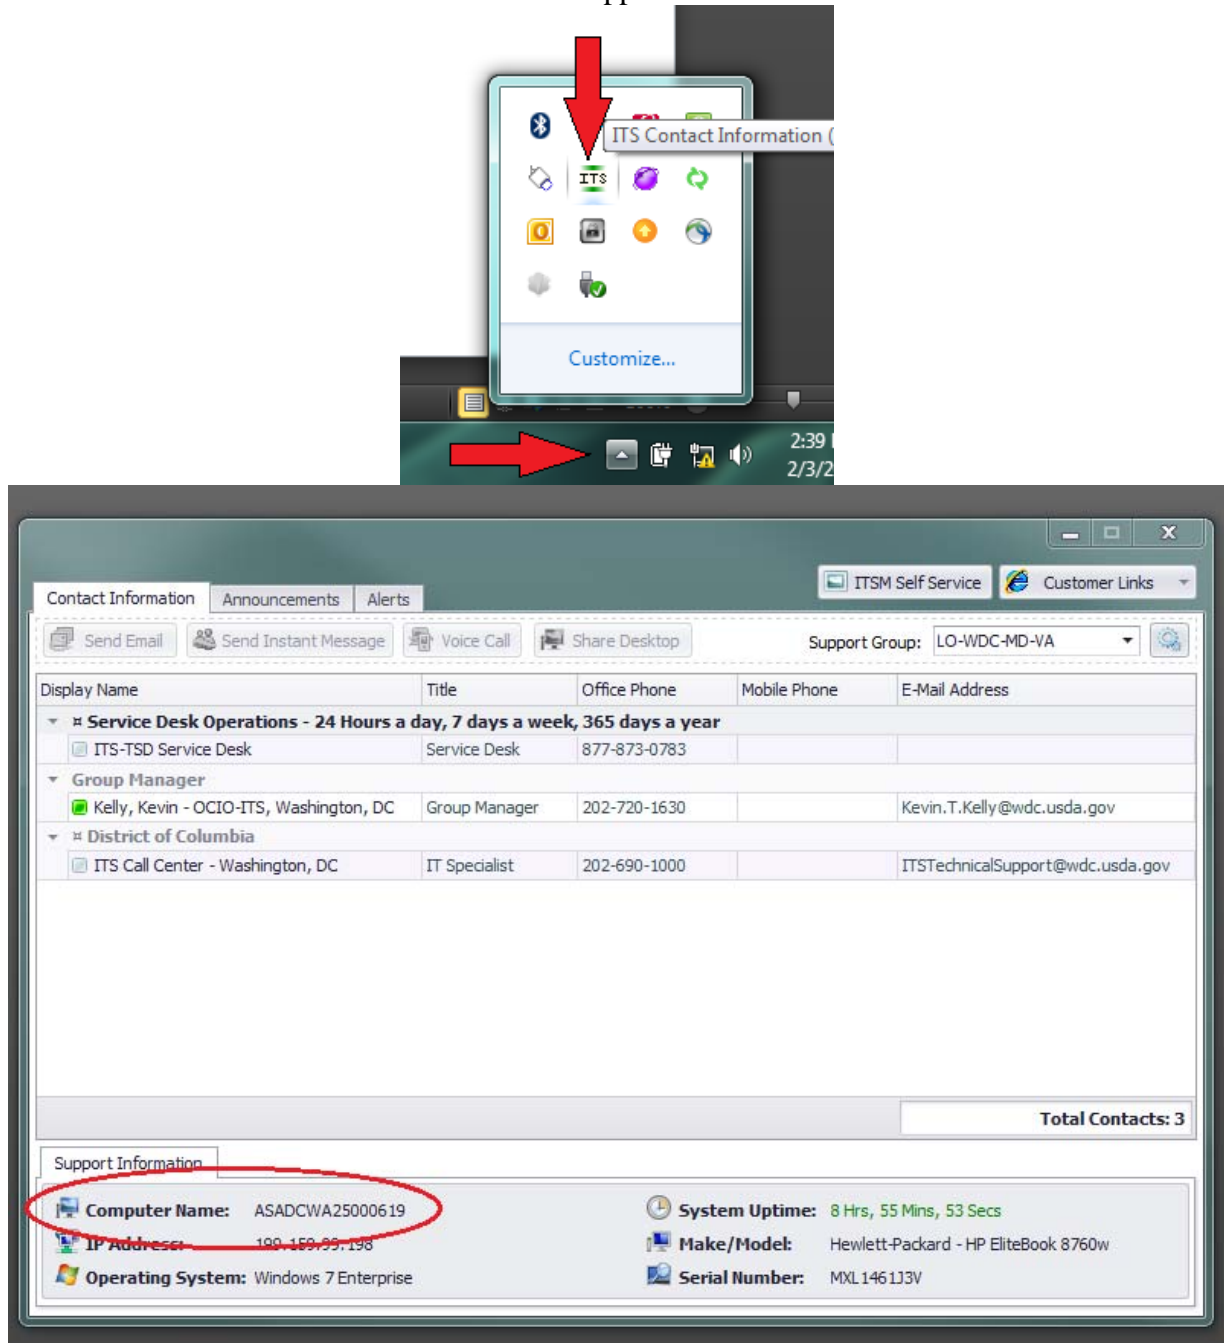 ITS Contact Information (
ITS
Customize...
2:39
2/3/2
ITSM Self Service Customer Links
Contact Information Announcements Alerts
Send Email Send Instant Message Voice Call Share Desktop Support Group: LO-WDC-MD-VA
Display Name Title Office Phone Mobile Phone E-Mail Address
¤ Service Desk Operations - 24 Hours a day, 7 days a week, 365 days a year
ITS-TSD Service Desk Service Desk 877-873-0783
Group Manager
Kelly, Kevin - OCIO-ITS, Washington, DC Group Manager 202-720-1630 Kevin.T.Kelly@wdc.usda.gov
¤ District of Columbia
ITS Call Center - Washington, DC IT Specialist 202-690-1000 ITSTechnicalSupport@wdc.usda.gov
Total Contacts: 3
Support Information
Computer Name: ASADCWA25000619 System Uptime: 8 Hrs, 55 Mins, 53 Secs
IP Address: 199.159.99.198 Make/Model: Hewlett-Packard - HP EliteBook 8760w
Operating System: Windows 7 Enterprise Serial Number: MXL1461J3V